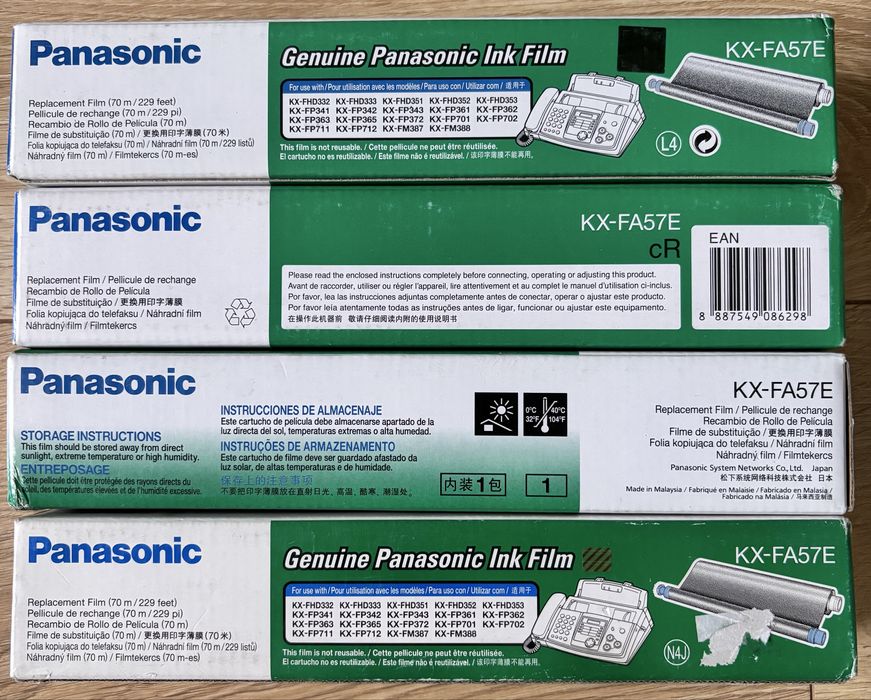 Panasonic
Replacement Film (70 m / 229 feet)
Pellicule de rechange (70 m / 229 pi)
Recambio de Rollo de Película (70 m)
Filme de substituição (70 m) / 更換用印字薄膜 (70 米)
Folia kopiująca do telefaksu (70 m) / Náhradní film (70 m / 229 listů)
Náhradný film (70 m) / Filmtekercs (70 m-es)
Genuine Panasonic Ink Film
For use with / Pour utilisation avec les modèles / Para uso con / Utilizar com / 适用于
KX-FHD332 KX-FHD333 KX-FHD351 KX-FHD352 KX-FHD353
KX-FP341 KX-FP342 KX-FP343 KX-FP361 KX-FP362
KX-FP363 KX-FP365 KX-FP372 KX-FP701 KX-FP702
KX-FP711 KX-FP712 KX-FM387 KX-FM388
This film is not reusable. / Cette pellicule ne peut être réutilisée.
El cartucho no es reutilizable. / Este filme não é reutilizável. / 该印字薄膜不能再用。
KX-FA57E
L4
Panasonic
Replacement Film / Pellicule de rechange
Recambio de Rollo de Película
Filme de substituição / 更換用印字薄膜
Folia kopiująca do telefaksu / Náhradní film
Náhradnýfilm / Filmtekercs
KX-FA57E
cR
Please read the enclosed instructions completely before connecting, operating or adjusting this product.
Avant de raccorder, utiliser ou régler l'appareil, lire attentivement et au complet le manuel d'utilisation ci-inclus.
Por favor, lea las instrucciones adjuntas completamente antes de conectar, operar o ajustar este producto.
Por favor leia atentamente todas as instruções antes de ligar, funcionar ou ajustar este equipamento.
在操作此机器前 敬请仔细阅读内附的使用说明书
EAN
8 887549 086298
Panasonic
STORAGE INSTRUCTIONS
This film should be stored away from direct
sunlight, extreme temperature or high humidity.
ENTREPOSAGE
Cette pellicule doit être protégée des rayons directs du
soleil, des températures élevées et de l'humidité excessive.
INSTRUCCIONES DE ALMACENAJE
Este cartucho de película debe almacenarse apartado de la
luz directa del sol, temperaturas extremas o alta humedad.
INSTRUÇÕES DE ARMAZENAMENTO
Este cartucho de filme deve ser guardado afastado da
luz solar, de altas temperaturas e de humidade.
保存上的注意事项
不要把印字薄膜放在直射日光、高温、酷寒、潮湿处。
0°C 40°C
32°F 104°F
内装1包
1
KX-FA57E
Replacement Film / Pellicule de rechange
Recambio de Rollo de Película
Filme de substituição / 更換用印字薄膜
Folia kopiująca do telefaksu / Náhradní film
Náhradný film / Filmtekercs
Panasonic System Networks Co., Ltd. Japan
松下系统网络科技株式会社 日本
Made in Malaysia / Fabriqué en Malaisie / Fabricado en Malasia /
Fabricado na Malásia / 马来西亚制造
Panasonic
Replacement Film (70 m / 229 feet)
Pellicule de rechange (70 m / 229 pi)
Recambio de Rollo de Película (70 m)
Filme de substituição (70 m) / 更換用印字薄膜 (70 米)
Folia kopiująca do telefaksu (70 m) / Náhradní film (70 m / 229 listů)
Náhradný film (70 m) / Filmtekercs (70 m-es)
Genuine Panasonic Ink Film
For use with / Pour utilisation avec les modèles / Para uso con / Utilizar com / 适用于
KX-FHD332 KX-FHD333 KX-FHD351 KX-FHD352 KX-FHD353
KX-FP341 KX-FP342 KX-FP343 KX-FP361 KX-FP362
KX-FP363 KX-FP365 KX-FP372 KX-FP701 KX-FP702
KX-FP711 KX-FP712 KX-FM387 KX-FM388
This film is not reusable. / Cette pellicule ne peut être réutilisée.
El cartucho no es reutilizable. / Este filme não é reutilizável. / 该印字薄膜不能再用。
KX-FA57E
N4J